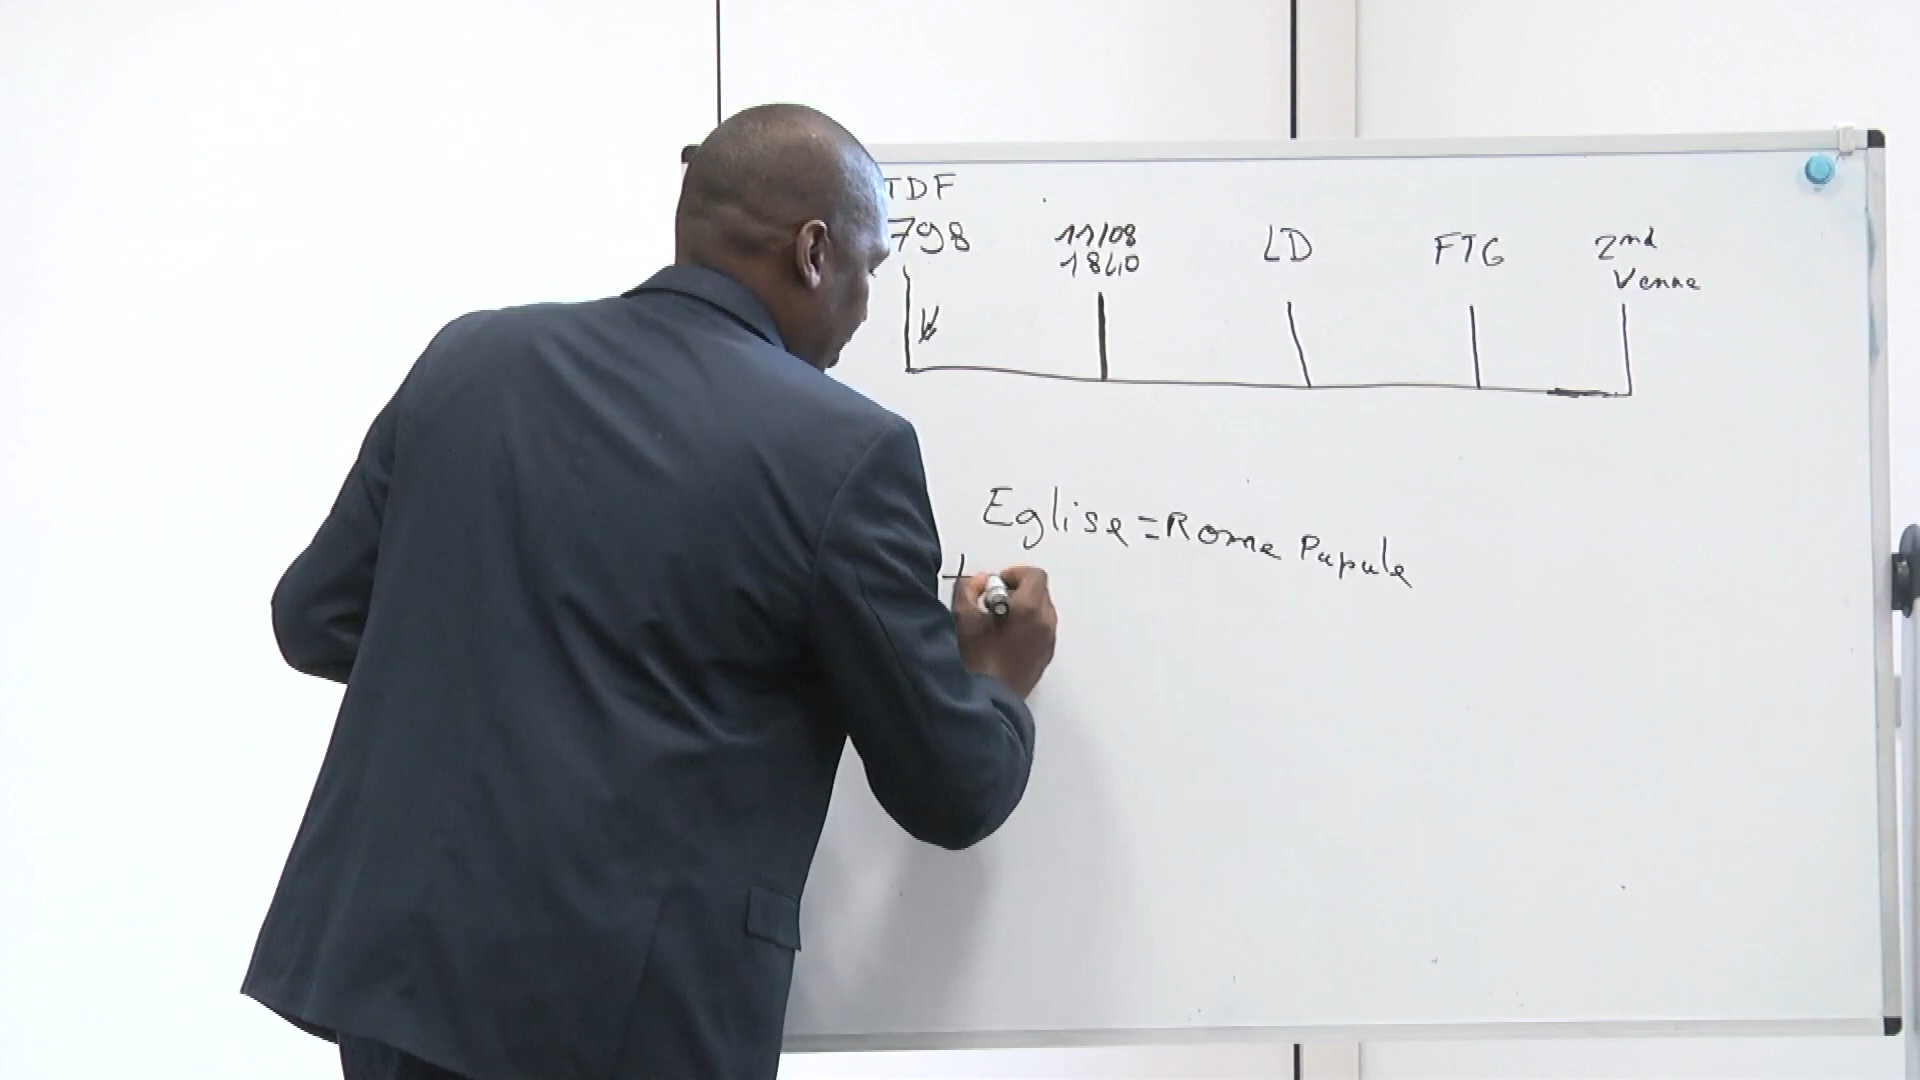 TDF
798
11/08
1840
LD
FTG
2nd
Venue
Eglise = Rome Papale
+